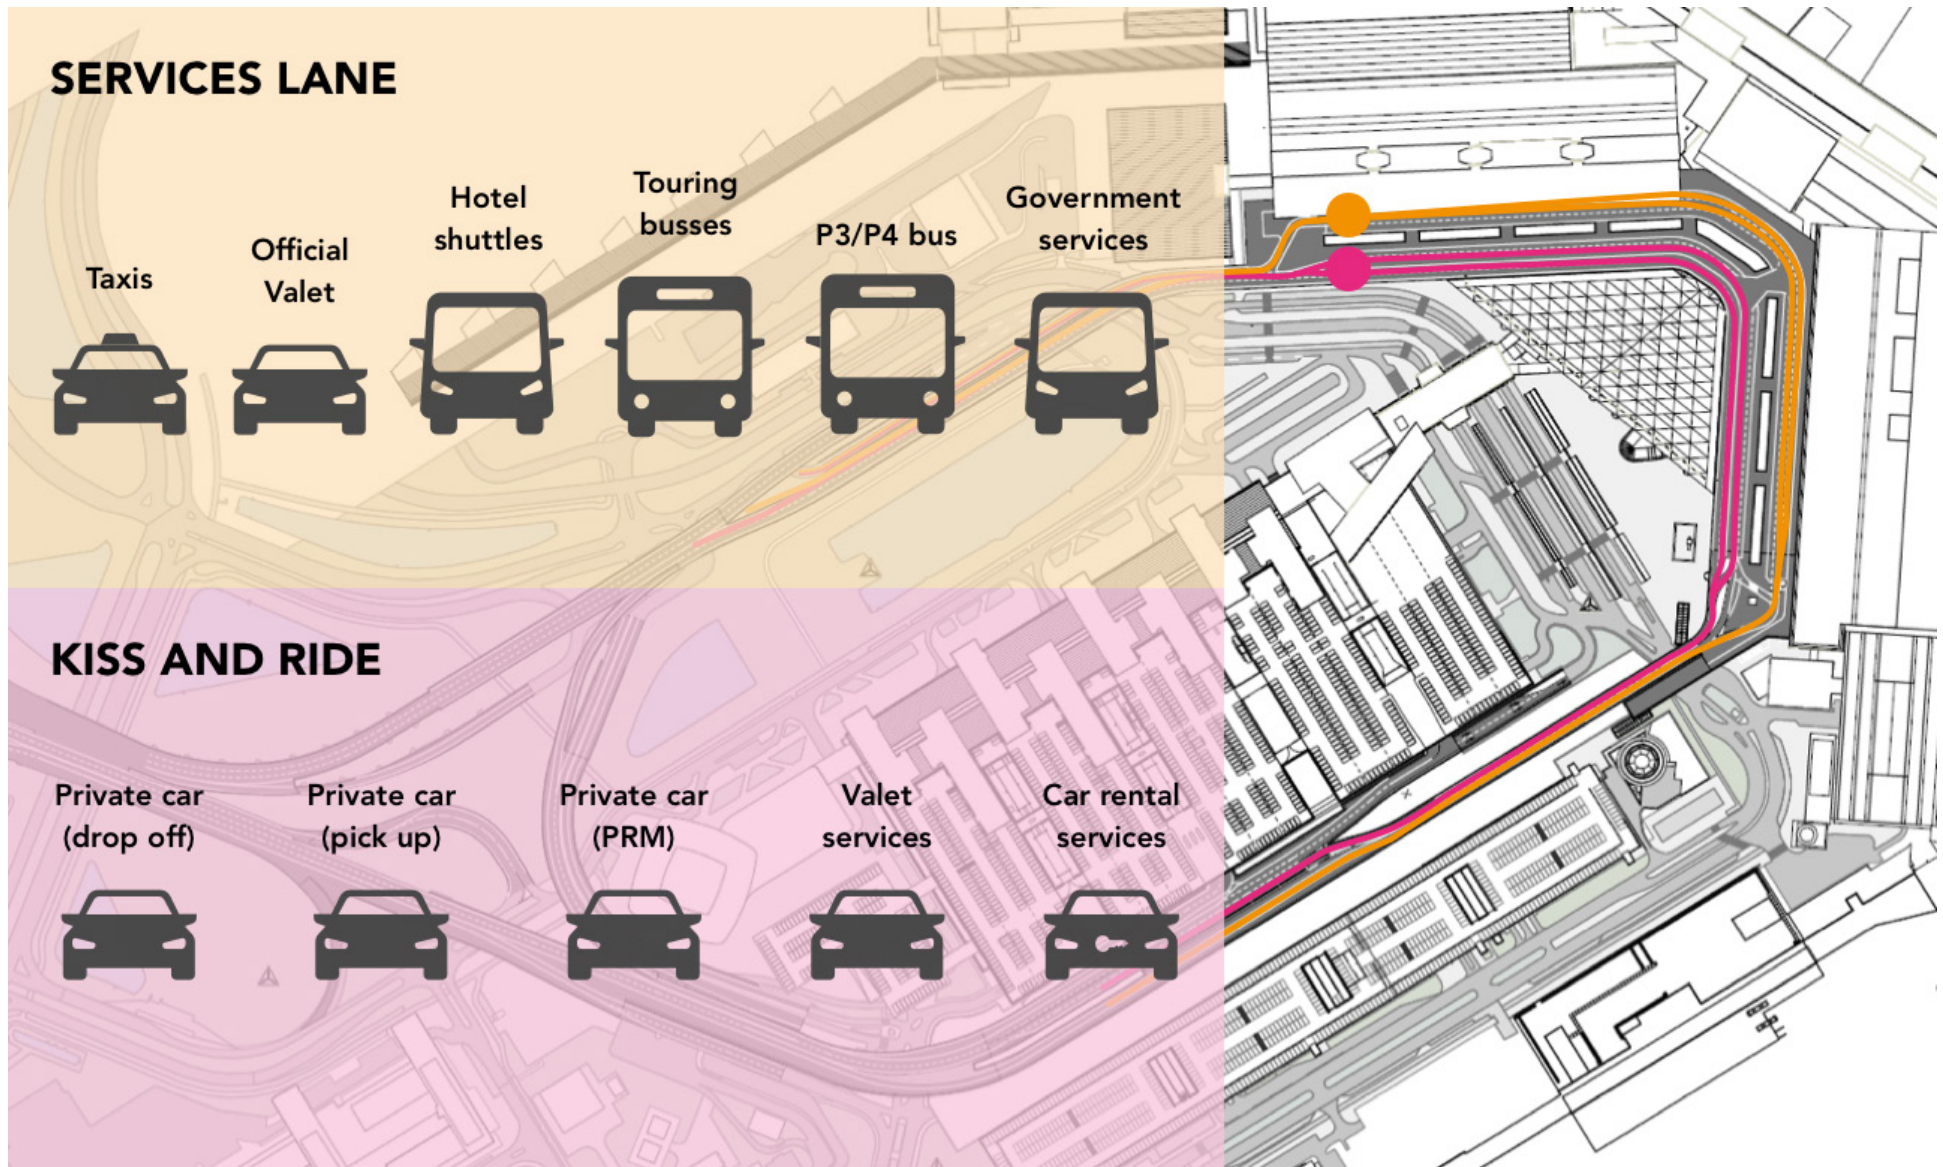 SERVICES LANE
Taxis
Official
Valet
Hotel
shuttles
Touring
busses
P3/P4 bus
Government
services
KISS AND RIDE
Private car
(drop off)
Private car
(pick up)
Private car
(PRM)
Valet
services
Car rental
services